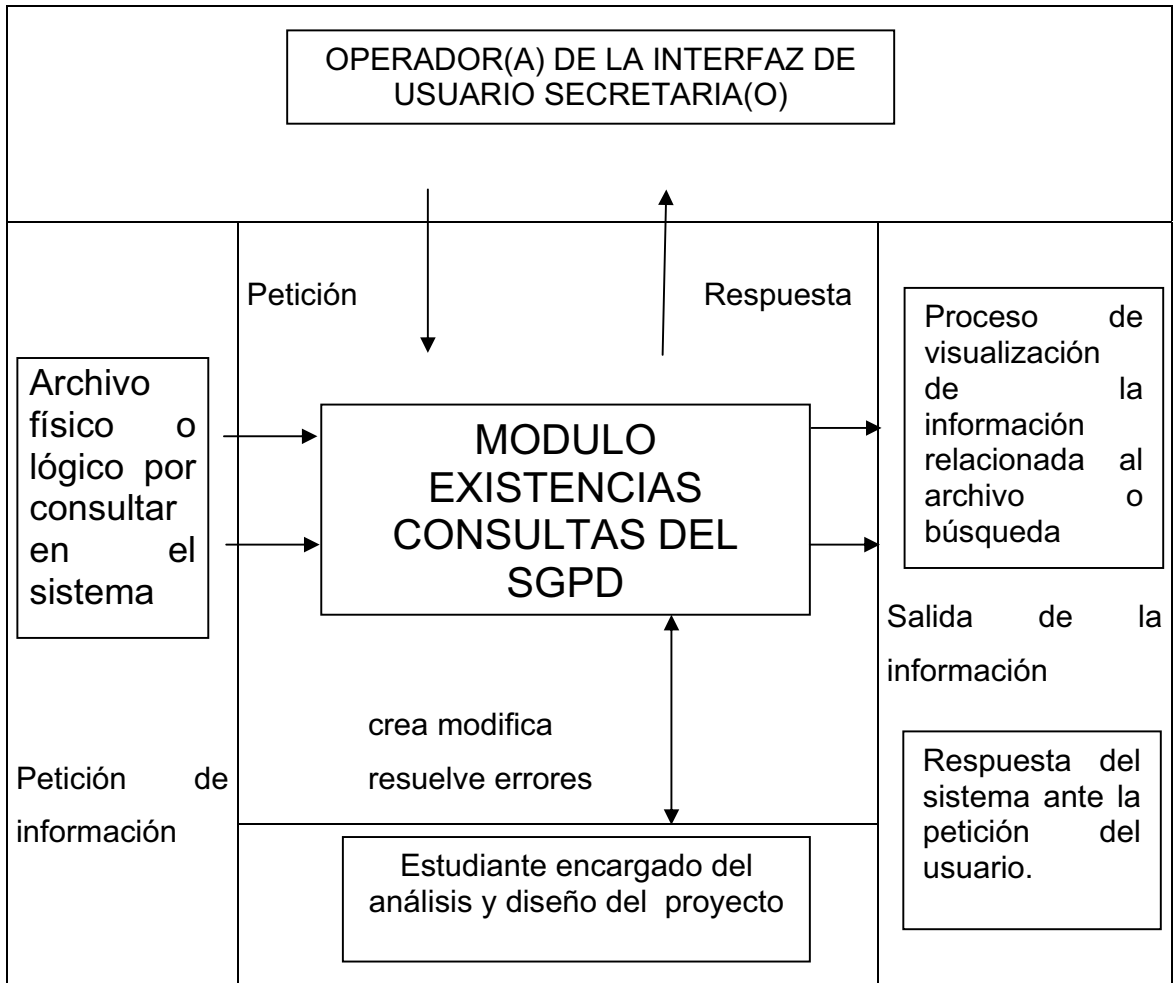 OPERADOR(A) DE LA INTERFAZ DE
USUARIO SECRETARIA(O)
Petición
Respuesta
Archivo
físico o
lógico por
consultar
en el
sistema
Petición de
información
MODULO
EXISTENCIAS
CONSULTAS DEL
SGPD
crea modifica
resuelve errores
Estudiante encargado del
análisis y diseño del proyecto
Proceso de
visualización
de la
información
relacionada al
archivo o
búsqueda
Salida de la
información
Respuesta del
sistema ante la
petición del
usuario.